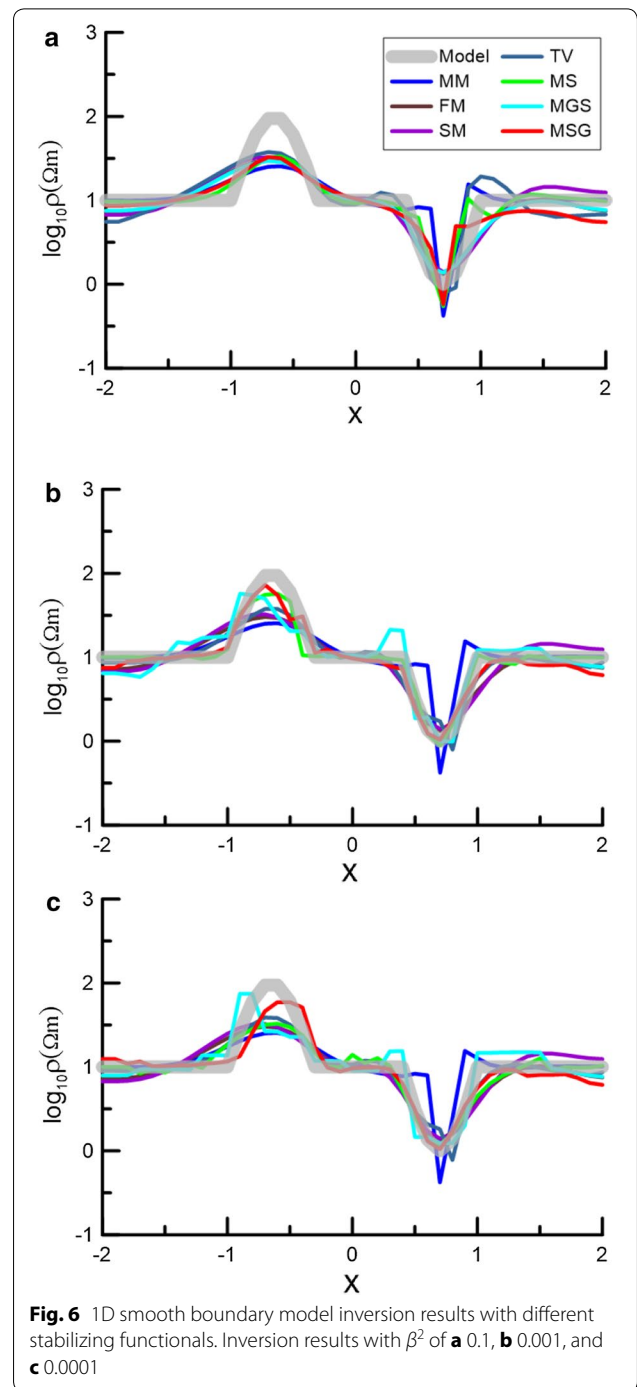 a
3
2
1
0
-1
log₁₀ρ(Ωm)
Model
MM
FM
SM
TV
MS
MGS
MSG
-2
-1
0
1
2
X
b
3
2
1
0
-1
log₁₀ρ(Ωm)
-2
-1
0
1
2
X
c
3
2
1
0
-1
log₁₀ρ(Ωm)
-2
-1
0
1
2
X
Fig. 6 1D smooth boundary model inversion results with different
stabilizing functionals. Inversion results with β² of a 0.1, b 0.001, and
c 0.0001